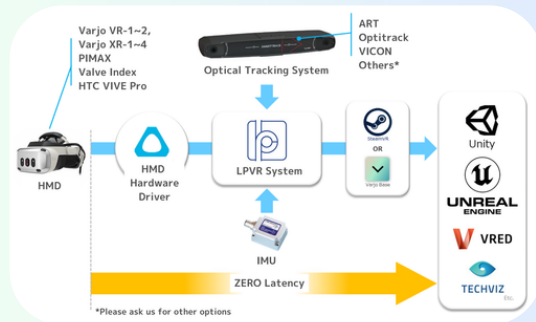 Varjo VR-1~2,
Varjo XR-1~4
PIMAX
Valve Index
HTC VIVE Pro
ART
Optitrack
VICON
Others*
Optical Tracking System
HMD
HMD
Hardware
Driver
LPVR System
SteamVR
OR
Varjo Base
Unity
UNREAL
ENGINE
VRED
TECHVIZ
Etc.
IMU
ZERO Latency
*Please ask us for other options